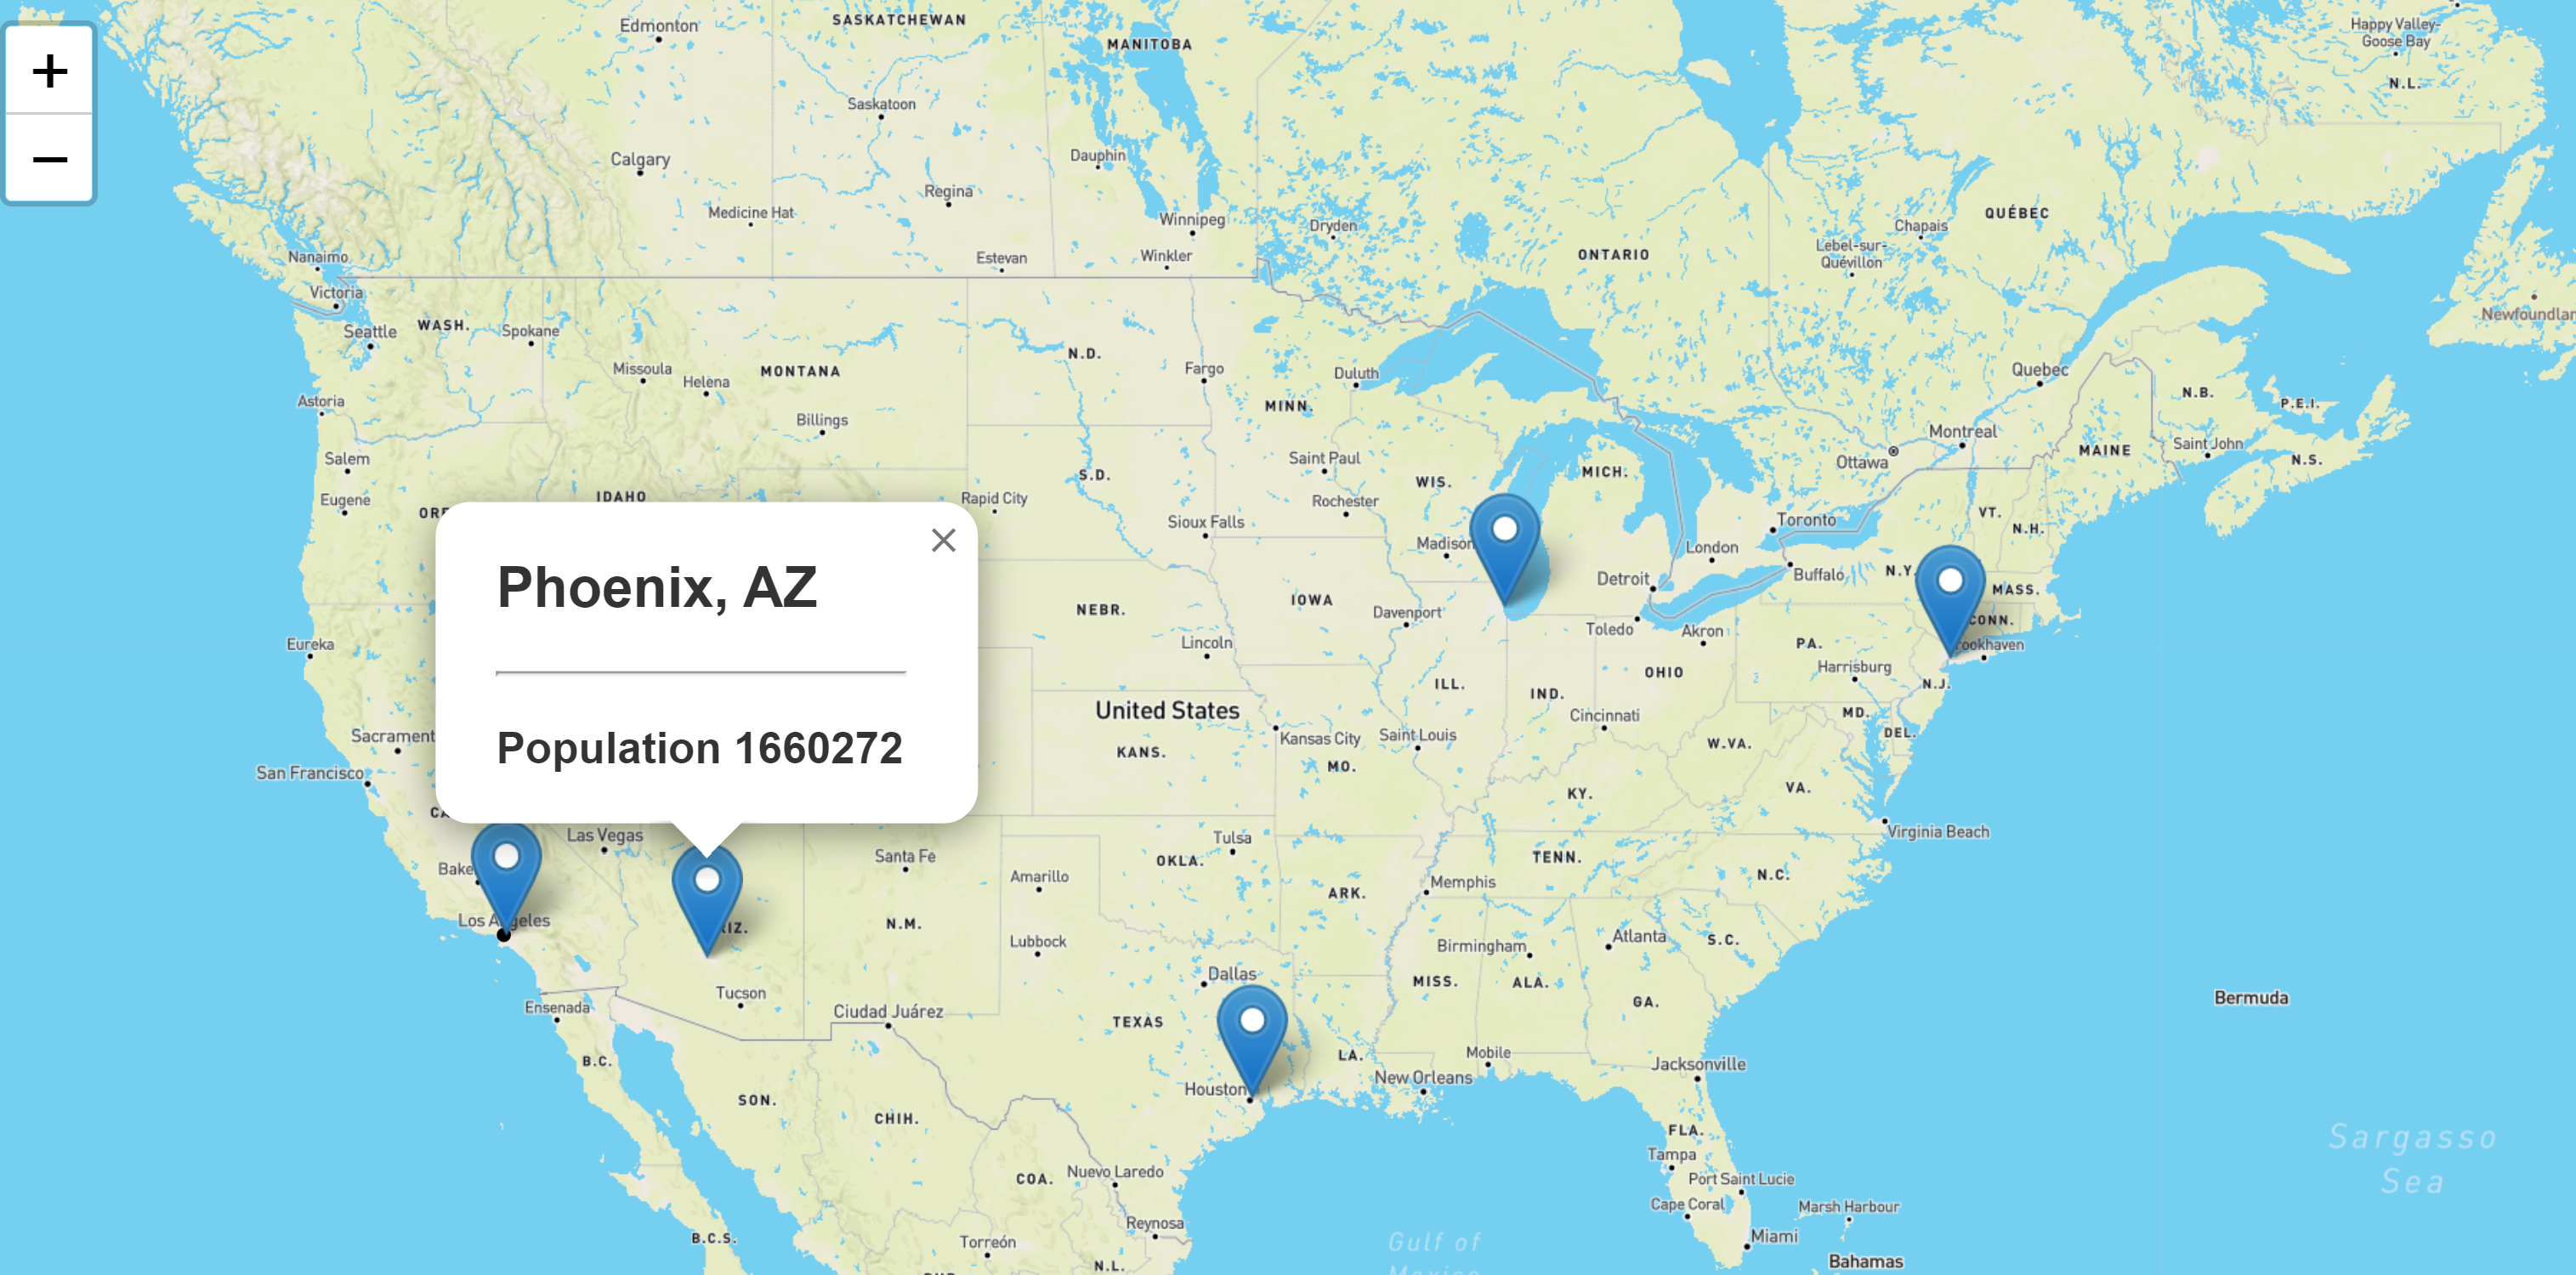 +
−
Edmonton
SASKATCHEWAN
MANITOBA
Happy Valley-
Goose Bay
N.L.
Saskatoon
Calgary
Dauphin
Regina
Medicine Hat
Winnipeg
Dryden
Chapais
QUÉBEC
Lebel-sur-
Quévillon
ONTARIO
Nanaimo
Estevan
Winkler
Victoria
Seattle
WASH.
Spokane
N.D.
Missoula
Helena
MONTANA
Fargo
Duluth
Quebec
N.B.
P.E.I.
Astoria
MINN.
Billings
Montreal
MAINE
Saint John
N.S.
Salem
Saint Paul
Ottawa
MICH.
S.D.
WIS.
Eugene
IDAHO
Rapid City
Rochester
Sioux Falls
Toronto
VT.
N.H.
Madison
London
Detroit
Buffalo
N.Y.
MASS.
Phoenix, AZ
Population 1660272
NEBR.
IOWA
Davenport
CONN.
Toledo
Akron
PA.
Eureka
Lincoln
Harrisburg
OHIO
ILL.
IND.
N.J.
United States
Cincinnati
MD.
DEL.
Sacrament
Kansas City
Saint Louis
W.VA.
KANS.
MO.
San Francisco
KY.
VA.
Las Vegas
Tulsa
Virginia Beach
Santa Fe
OKLA.
TENN.
Amarillo
Memphis
N.C.
ARK.
Los Angeles
N.M.
Lubbock
Birmingham
Atlanta
S.C.
Dallas
MISS.
ALA.
Tucson
GA.
Bermuda
Ensenada
Ciudad Juárez
TEXAS
B.C.
LA.
Mobile
Jacksonville
New Orleans
Houston
SON.
CHIH.
FLA.
Sargasso
Sea
Tampa
COA.
Nuevo Laredo
Port Saint Lucie
Cape Coral
Marsh Harbour
Reynosa
B.C.S.
Torreón
Gulf of
Miami
Bahamas
N.L.